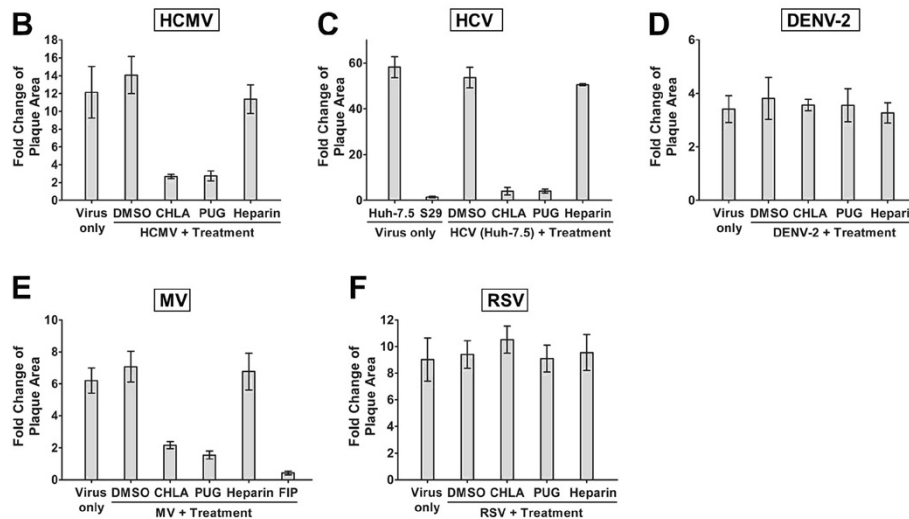 B
HCMV
Fold Change of
Plaque Area
16
14
12
10
8
6
4
2
0
Virus
only
DMSO CHLA PUG Heparin
HCMV + Treatment
C
HCV
Fold Change of
Plaque Area
60
40
20
0
Huh-7.5 S29 DMSO CHLA PUG Heparin
Virus only HCV (Huh-7.5) + Treatment
D
DENV-2
Fold Change of
Plaque Area
6
4
2
0
Virus
only
DMSO CHLA PUG Heparin
DENV-2 + Treatment
E
MV
Fold Change of
Plaque Area
8
6
4
2
0
Virus
only
DMSO CHLA PUG Heparin FIP
MV + Treatment
F
RSV
Fold Change of
Plaque Area
12
10
8
6
4
2
0
Virus
only
DMSO CHLA PUG Heparin
RSV + Treatment